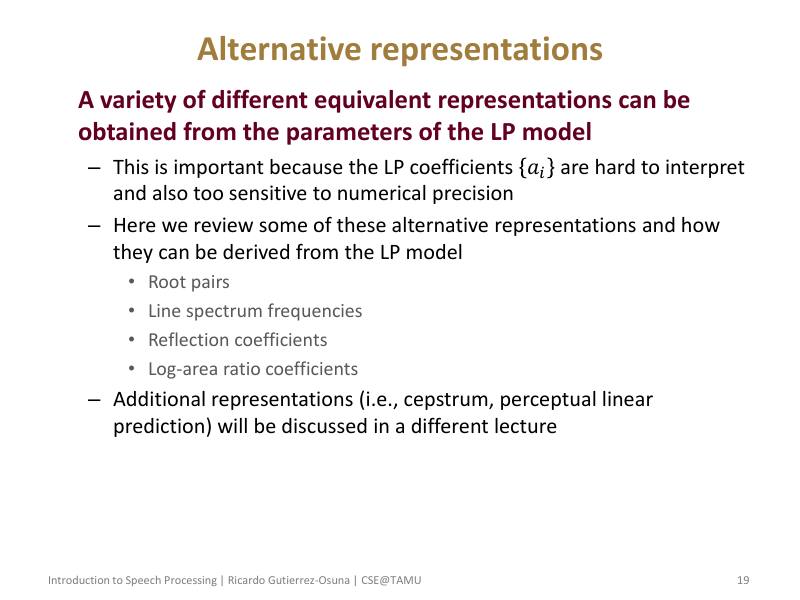 Alternative representations
A variety of different equivalent representations can be
obtained from the parameters of the LP model
– This is important because the LP coefficients {𝑎ᵢ} are hard to interpret
and also too sensitive to numerical precision
– Here we review some of these alternative representations and how
they can be derived from the LP model
• Root pairs
• Line spectrum frequencies
• Reflection coefficients
• Log-area ratio coefficients
– Additional representations (i.e., cepstrum, perceptual linear
prediction) will be discussed in a different lecture
Introduction to Speech Processing | Ricardo Gutierrez-Osuna | CSE@TAMU 19